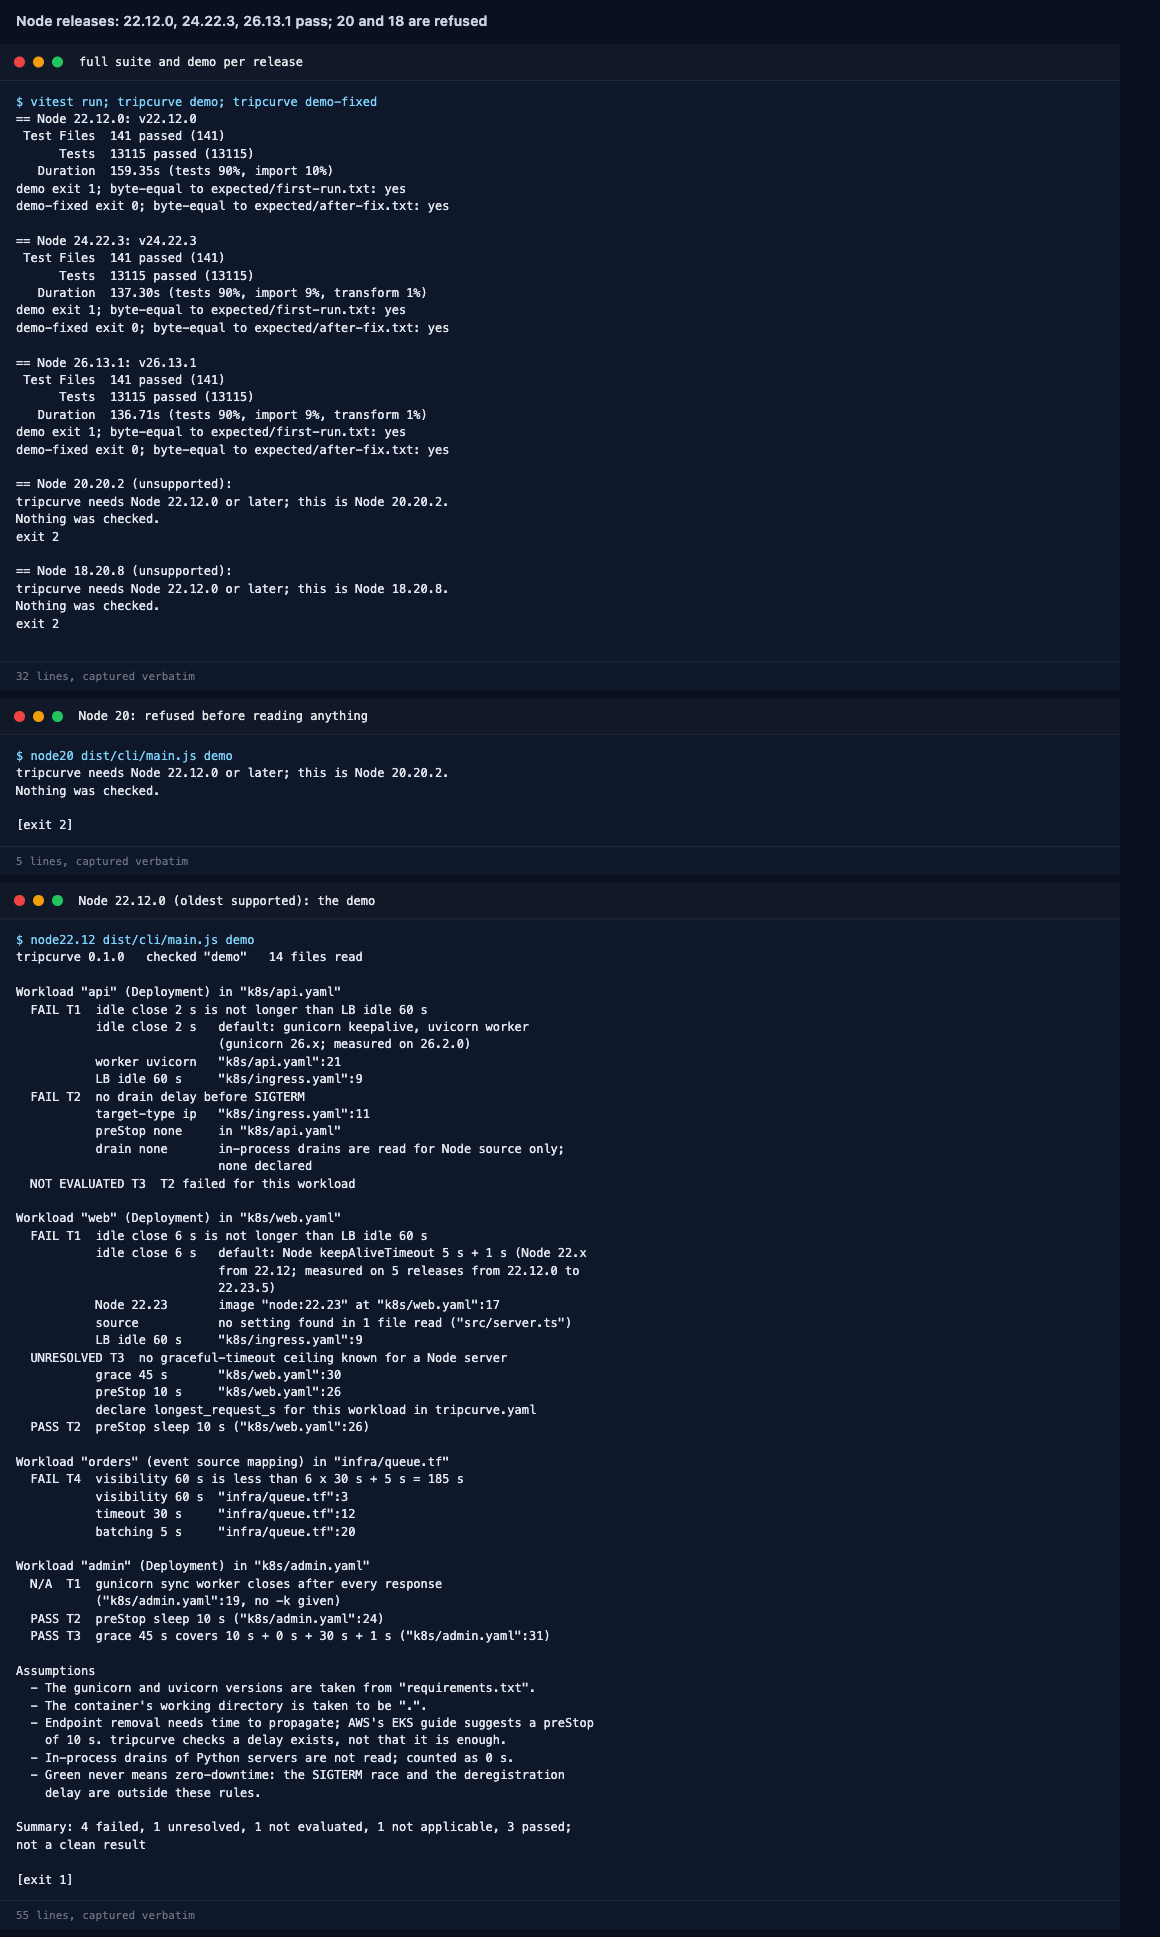 Node releases: 22.12.0, 24.22.3, 26.13.1 pass; 20 and 18 are refused
full suite and demo per release
$ vitest run; tripcurve demo; tripcurve demo-fixed
== Node 22.12.0: v22.12.0
Test Files  141 passed (141)
Tests  13115 passed (13115)
Duration  159.35s (tests 90%, import 10%)
demo exit 1; byte-equal to expected/first-run.txt: yes
demo-fixed exit 0; byte-equal to expected/after-fix.txt: yes
== Node 24.22.3: v24.22.3
Test Files  141 passed (141)
Tests  13115 passed (13115)
Duration  137.30s (tests 90%, import 9%, transform 1%)
demo exit 1; byte-equal to expected/first-run.txt: yes
demo-fixed exit 0; byte-equal to expected/after-fix.txt: yes
== Node 26.13.1: v26.13.1
Test Files  141 passed (141)
Tests  13115 passed (13115)
Duration  136.71s (tests 90%, import 9%, transform 1%)
demo exit 1; byte-equal to expected/first-run.txt: yes
demo-fixed exit 0; byte-equal to expected/after-fix.txt: yes
== Node 20.20.2 (unsupported):
tripcurve needs Node 22.12.0 or later; this is Node 20.20.2.
Nothing was checked.
exit 2
== Node 18.20.8 (unsupported):
tripcurve needs Node 22.12.0 or later; this is Node 18.20.8.
Nothing was checked.
exit 2
32 lines, captured verbatim
Node 20: refused before reading anything
$ node20 dist/cli/main.js demo
tripcurve needs Node 22.12.0 or later; this is Node 20.20.2.
Nothing was checked.
[exit 2]
5 lines, captured verbatim
Node 22.12.0 (oldest supported): the demo
$ node22.12 dist/cli/main.js demo
tripcurve 0.1.0   checked "demo"   14 files read
Workload "api" (Deployment) in "k8s/api.yaml"
FAIL T1  idle close 2 s is not longer than LB idle 60 s
idle close 2 s   default: gunicorn keepalive, uvicorn worker
(gunicorn 26.x; measured on 26.2.0)
worker uvicorn   "k8s/api.yaml":21
LB idle 60 s     "k8s/ingress.yaml":9
FAIL T2  no drain delay before SIGTERM
target-type ip   "k8s/ingress.yaml":11
preStop none     in "k8s/api.yaml"
drain none       in-process drains are read for Node source only;
none declared
NOT EVALUATED T3  T2 failed for this workload
Workload "web" (Deployment) in "k8s/web.yaml"
FAIL T1  idle close 6 s is not longer than LB idle 60 s
idle close 6 s   default: Node keepAliveTimeout 5 s + 1 s (Node 22.x
from 22.12; measured on 5 releases from 22.12.0 to
22.23.5)
Node 22.23       image "node:22.23" at "k8s/web.yaml":17
source           no setting found in 1 file read ("src/server.ts")
LB idle 60 s     "k8s/ingress.yaml":9
UNRESOLVED T3  no graceful-timeout ceiling known for a Node server
grace 45 s       "k8s/web.yaml":30
preStop 10 s     "k8s/web.yaml":26
declare longest_request_s for this workload in tripcurve.yaml
PASS T2  preStop sleep 10 s ("k8s/web.yaml":26)
Workload "orders" (event source mapping) in "infra/queue.tf"
FAIL T4  visibility 60 s is less than 6 x 30 s + 5 s = 185 s
visibility 60 s  "infra/queue.tf":3
timeout 30 s     "infra/queue.tf":12
batching 5 s     "infra/queue.tf":20
Workload "admin" (Deployment) in "k8s/admin.yaml"
N/A  T1  gunicorn sync worker closes after every response
("k8s/admin.yaml":19, no -k given)
PASS T2  preStop sleep 10 s ("k8s/admin.yaml":24)
PASS T3  grace 45 s covers 10 s + 0 s + 30 s + 1 s ("k8s/admin.yaml":31)
Assumptions
- The gunicorn and uvicorn versions are taken from "requirements.txt".
- The container's working directory is taken to be ".".
- Endpoint removal needs time to propagate; AWS's EKS guide suggests a preStop
of 10 s. tripcurve checks a delay exists, not that it is enough.
- In-process drains of Python servers are not read; counted as 0 s.
- Green never means zero-downtime: the SIGTERM race and the deregistration
delay are outside these rules.
Summary: 4 failed, 1 unresolved, 1 not evaluated, 1 not applicable, 3 passed;
not a clean result
[exit 1]
55 lines, captured verbatim